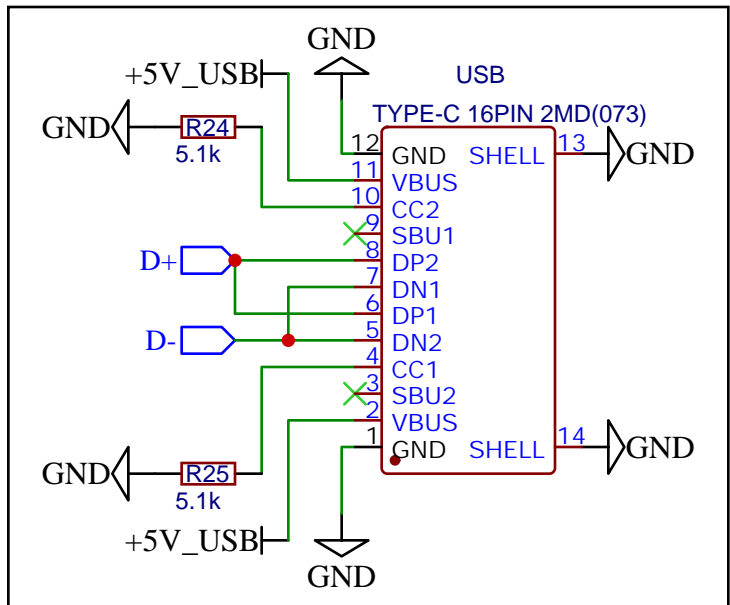 GND
+5V_USB
USB
TYPE-C 16PIN 2MD(073)
GND
R24
5.1k
12
GND
SHELL
13
GND
11
VBUS
10
CC2
9
SBU1
D+
8
DP2
7
DN1
6
DP1
D-
5
DN2
4
CC1
3
SBU2
2
VBUS
1
GND
SHELL
14
GND
GND
R25
5.1k
+5V_USB
GND